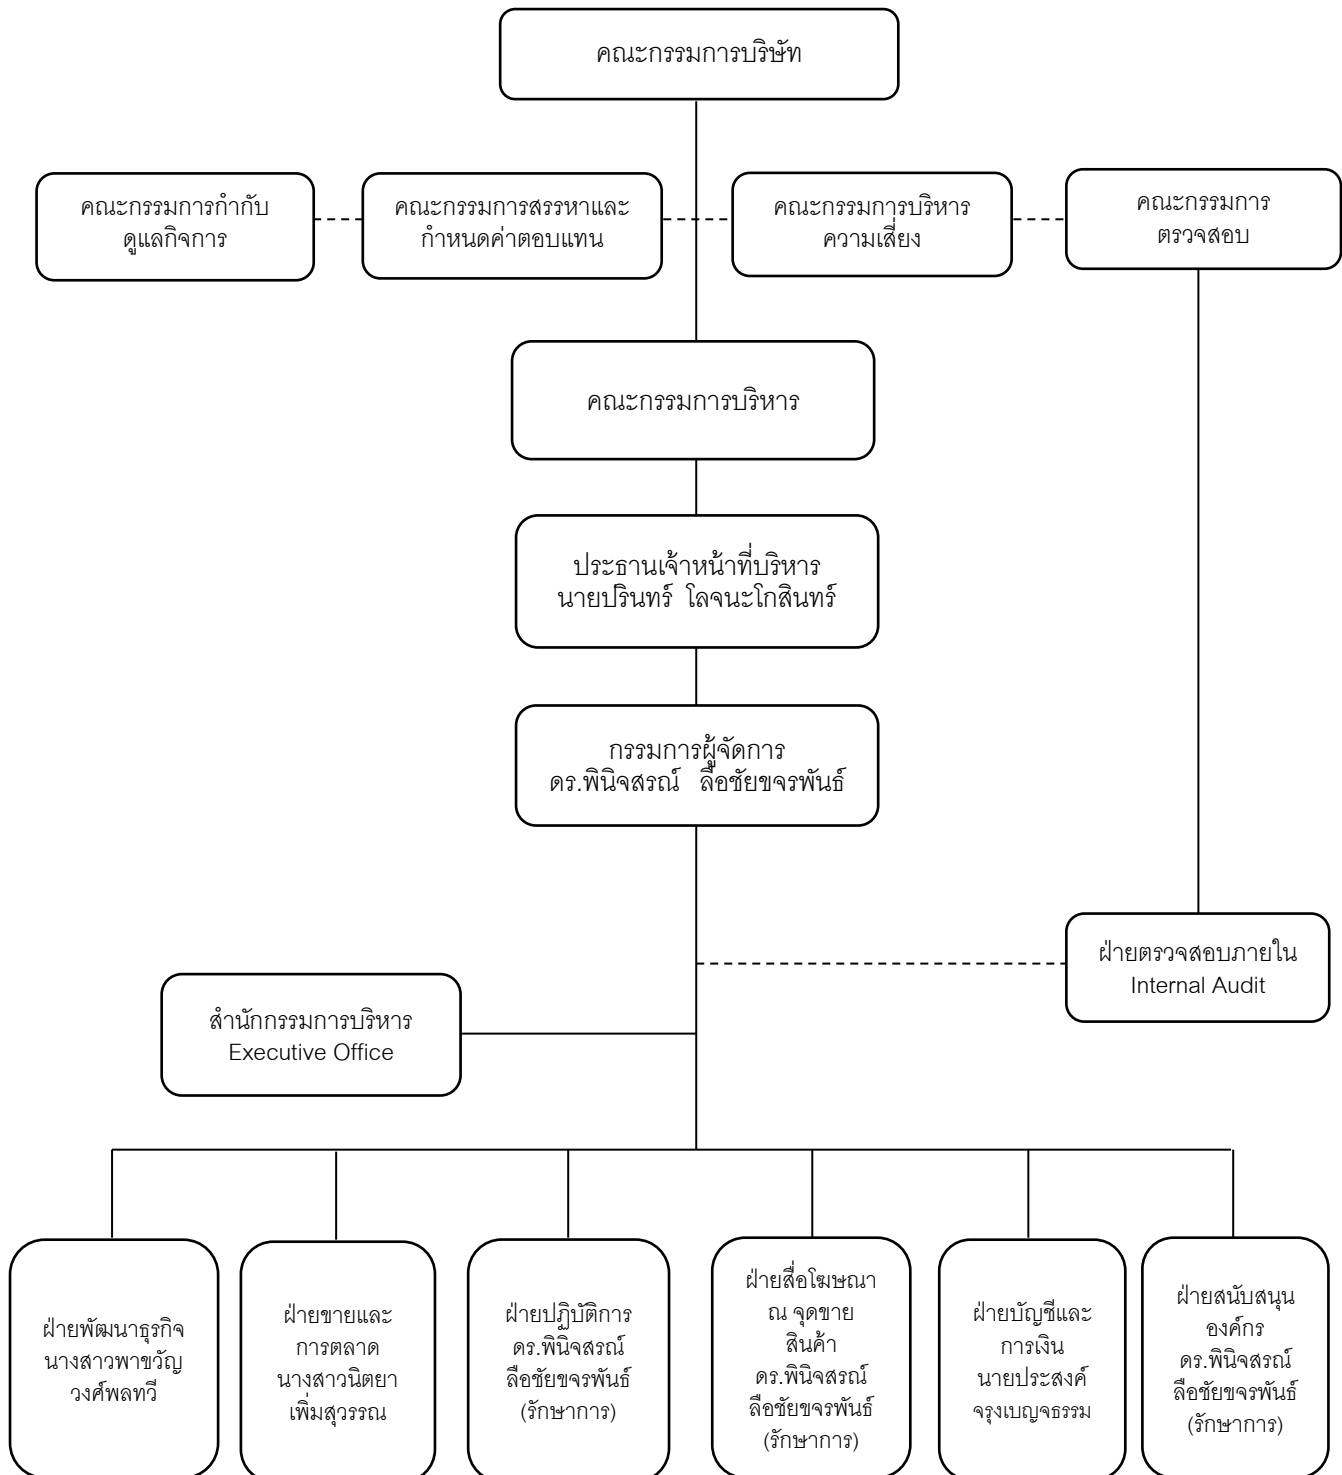 คณะกรรมการบริษัท
คณะกรรมการกำกับ
ดูแลกิจการ
คณะกรรมการสรรหาและ
กำหนดค่าตอบแทน
คณะกรรมการบริหาร
ความเสี่ยง
คณะกรรมการ
ตรวจสอบ
คณะกรรมการบริหาร
ประธานเจ้าหน้าที่บริหาร
นายปรินทร์ โลจนะโกสินทร์
กรรมการผู้จัดการ
ดร.พินิจสรณ์ ลือชัยขจรพันธ์
ฝ่ายตรวจสอบภายใน
Internal Audit
สำนักกรรมการบริหาร
Executive Office
ฝ่ายพัฒนาธุรกิจ
นางสาวพาขวัญ
วงศ์พลทวี
ฝ่ายขายและ
การตลาด
นางสาวนิตยา
เพิ่มสุวรรณ
ฝ่ายปฏิบัติการ
ดร.พินิจสรณ์
ลือชัยขจรพันธ์
(รักษาการ)
ฝ่ายสื่อโฆษณา
ณ จุดขาย
สินค้า
ดร.พินิจสรณ์
ลือชัยขจรพันธ์
(รักษาการ)
ฝ่ายบัญชีและ
การเงิน
นายประสงค์
จรุงเบญจธรรม
ฝ่ายสนับสนุน
องค์กร
ดร.พินิจสรณ์
ลือชัยขจรพันธ์
(รักษาการ)